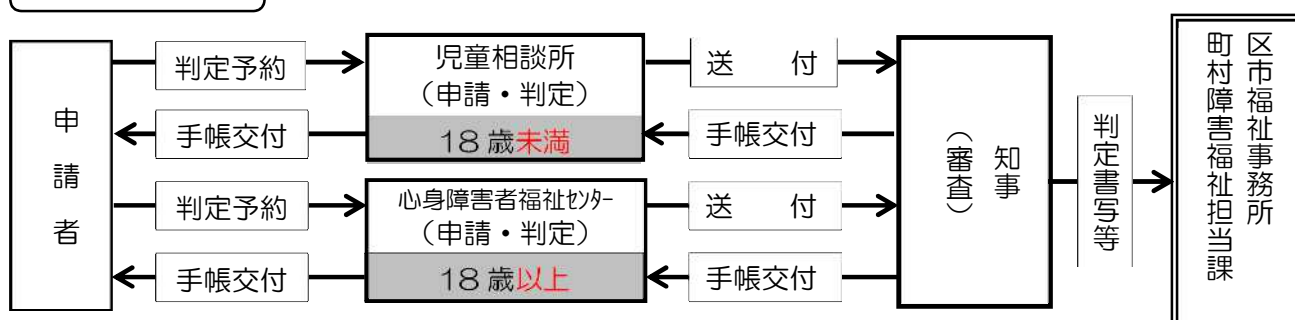 申請者
判定予約
児童相談所
（申請・判定）
18歳未満
送　付
手帳交付
手帳交付
判定予約
心身障害者福祉ｾﾝﾀｰ
（申請・判定）
18歳以上
送　付
手帳交付
手帳交付
知事
（審査）
判定書写等
区市福祉事務所
町村障害福祉担当課